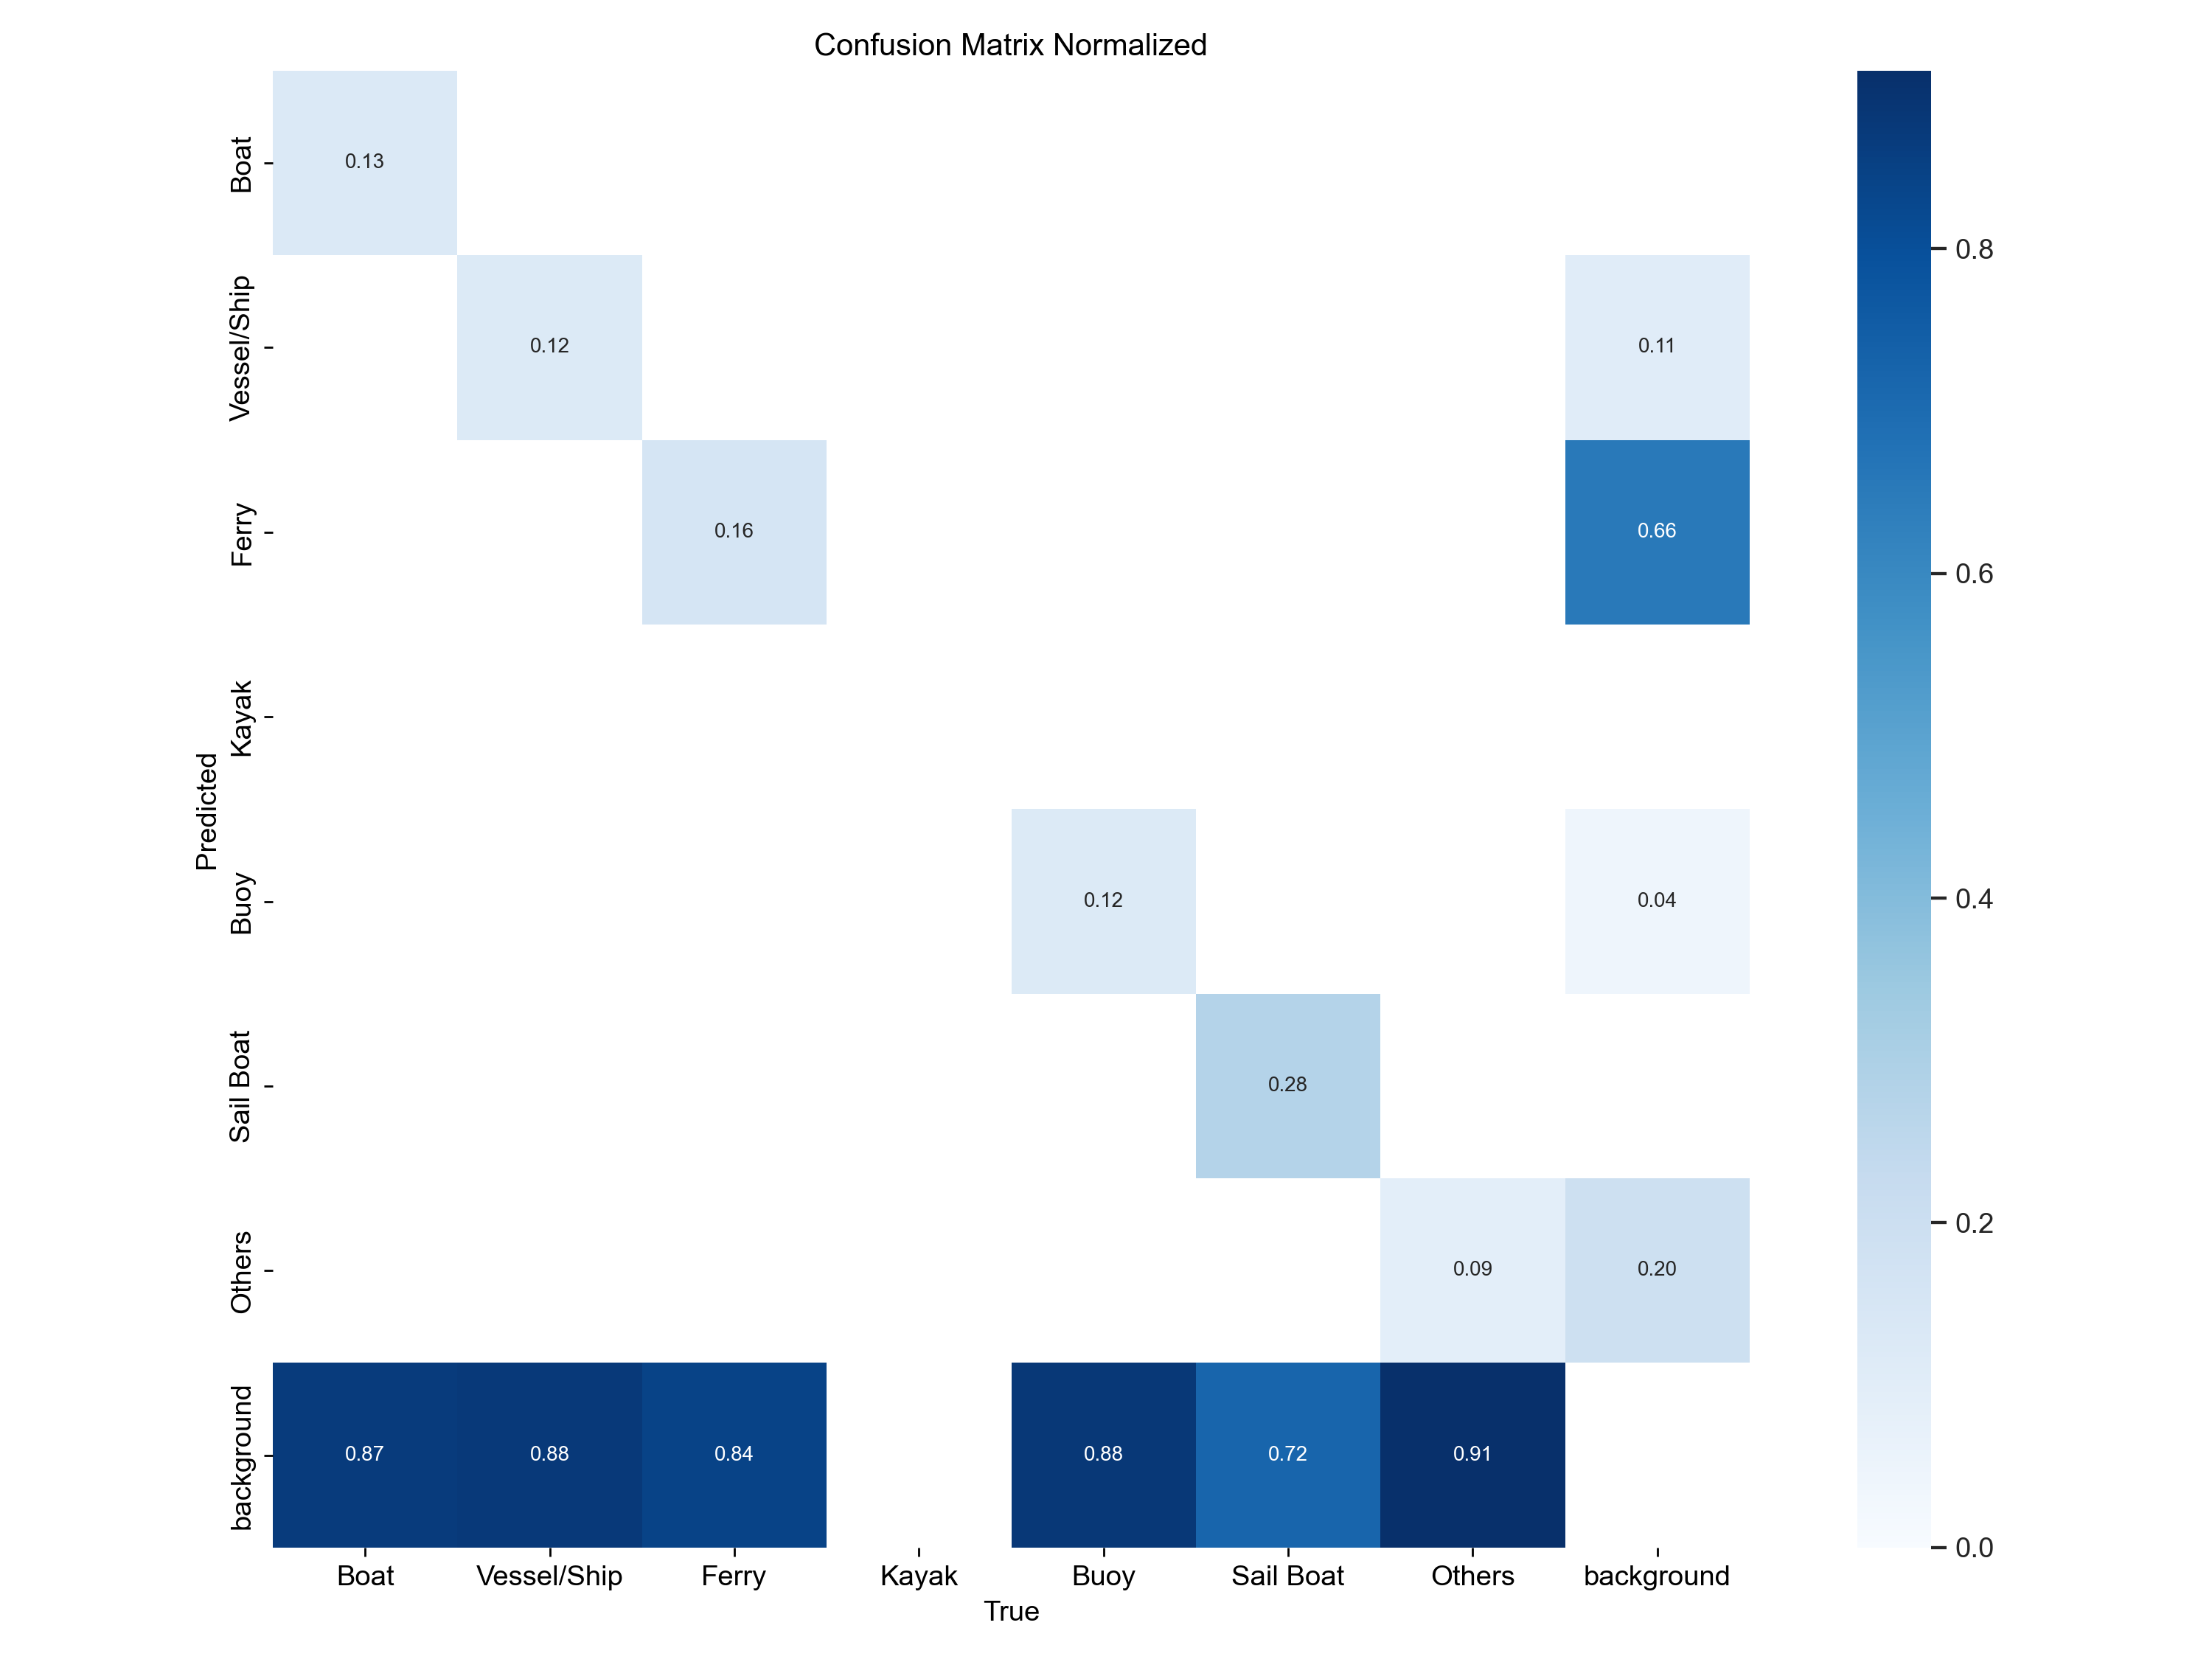 Confusion Matrix Normalized
Boat
0.13
0.8
Vessel/Ship
0.12
0.11
Ferry
0.16
0.66
0.6
Kayak
Predicted
Buoy
0.12
0.04
0.4
Sail Boat
0.28
Others
0.09
0.20
0.2
background
0.87
0.88
0.84
0.88
0.72
0.91
0.0
Boat
Vessel/Ship
Ferry
Kayak
Buoy
Sail Boat
Others
background
True